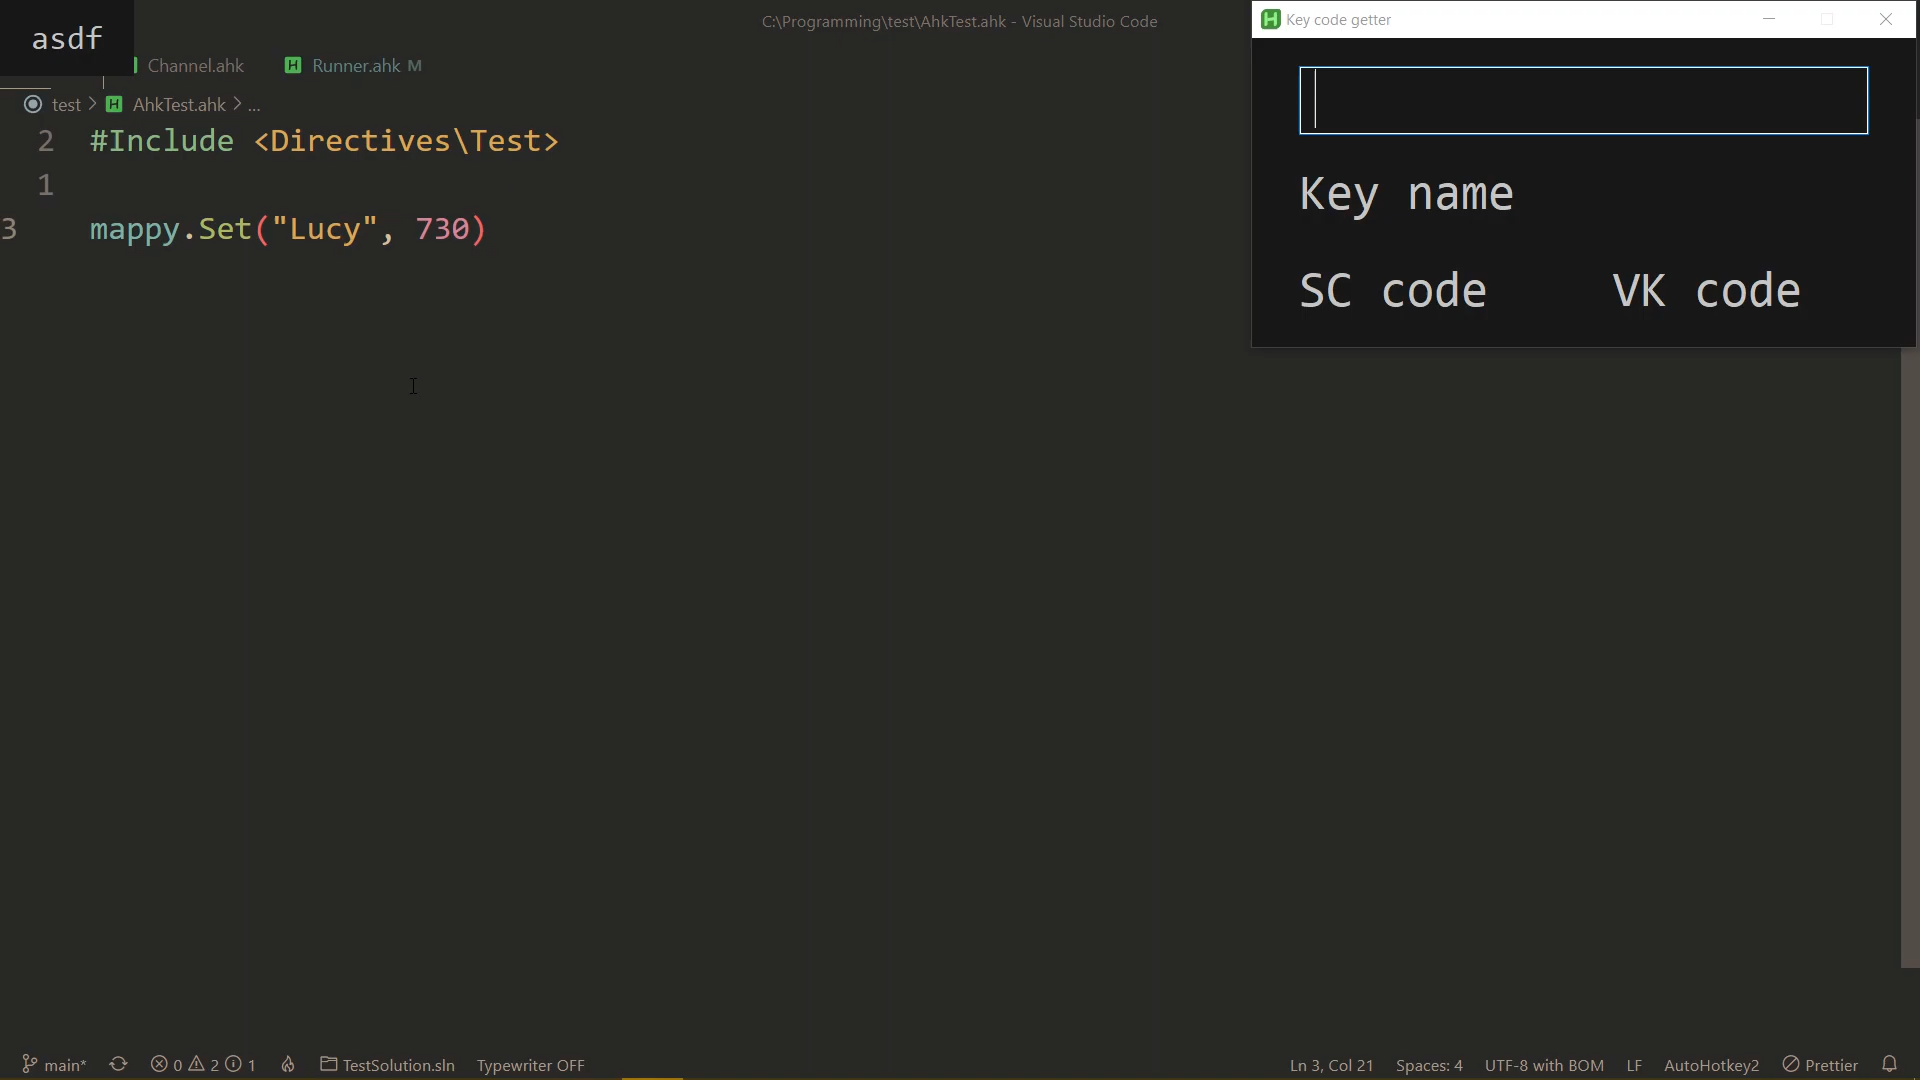 asdf
C:\Programming\test\AhkTest.ahk - Visual Studio Code
Channel.ahk
Runner.ahk M
test > AhkTest.ahk > ...
2 #Include <Directives\Test>
1
3 mappy.Set("Lucy", 730)
Key code getter
Key name
SC code VK code
main* 0 2 1 TestSolution.sln Typewriter OFF Ln 3, Col 21 Spaces: 4 UTF-8 with BOM LF AutoHotkey2 Prettier